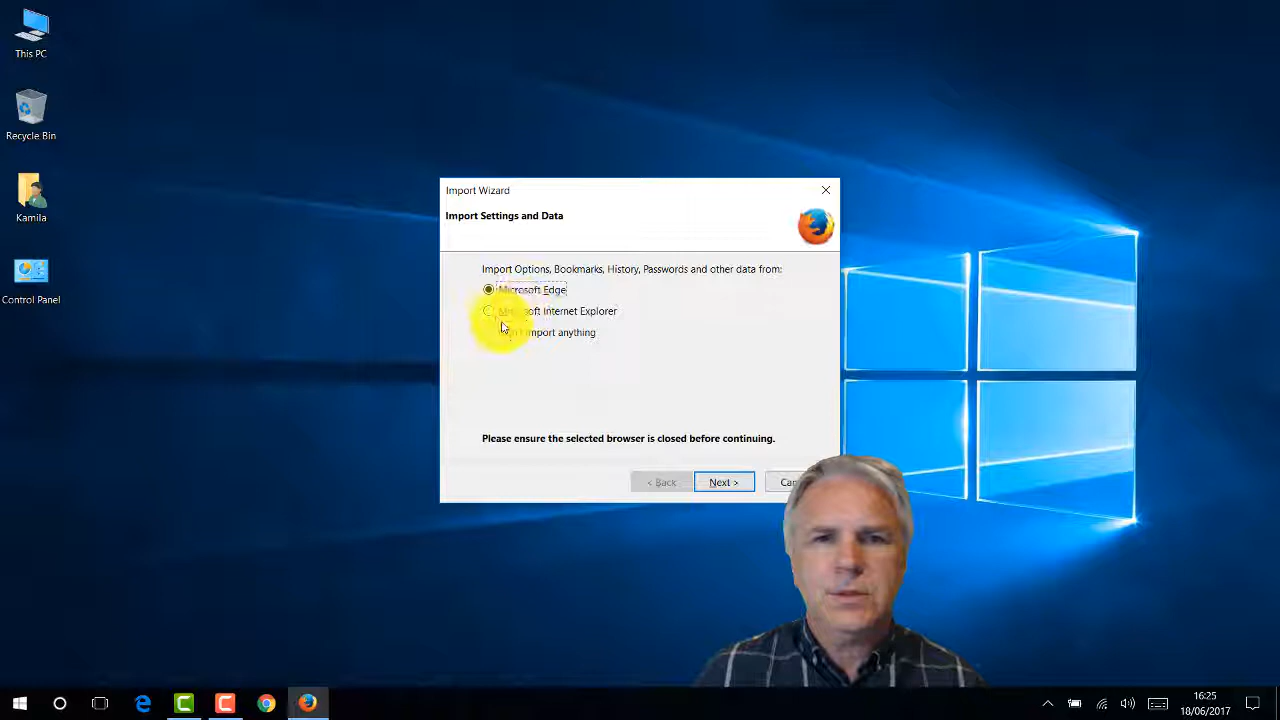 This PC
Recycle Bin
Kamila
Control Panel
Import Wizard
Import Settings and Data
Import Options, Bookmarks, History, Passwords and other data from:
Microsoft Edge
Microsoft Internet Explorer
import anything
Please ensure the selected browser is closed before continuing.
< Back
Next >
16:25
18/06/2017